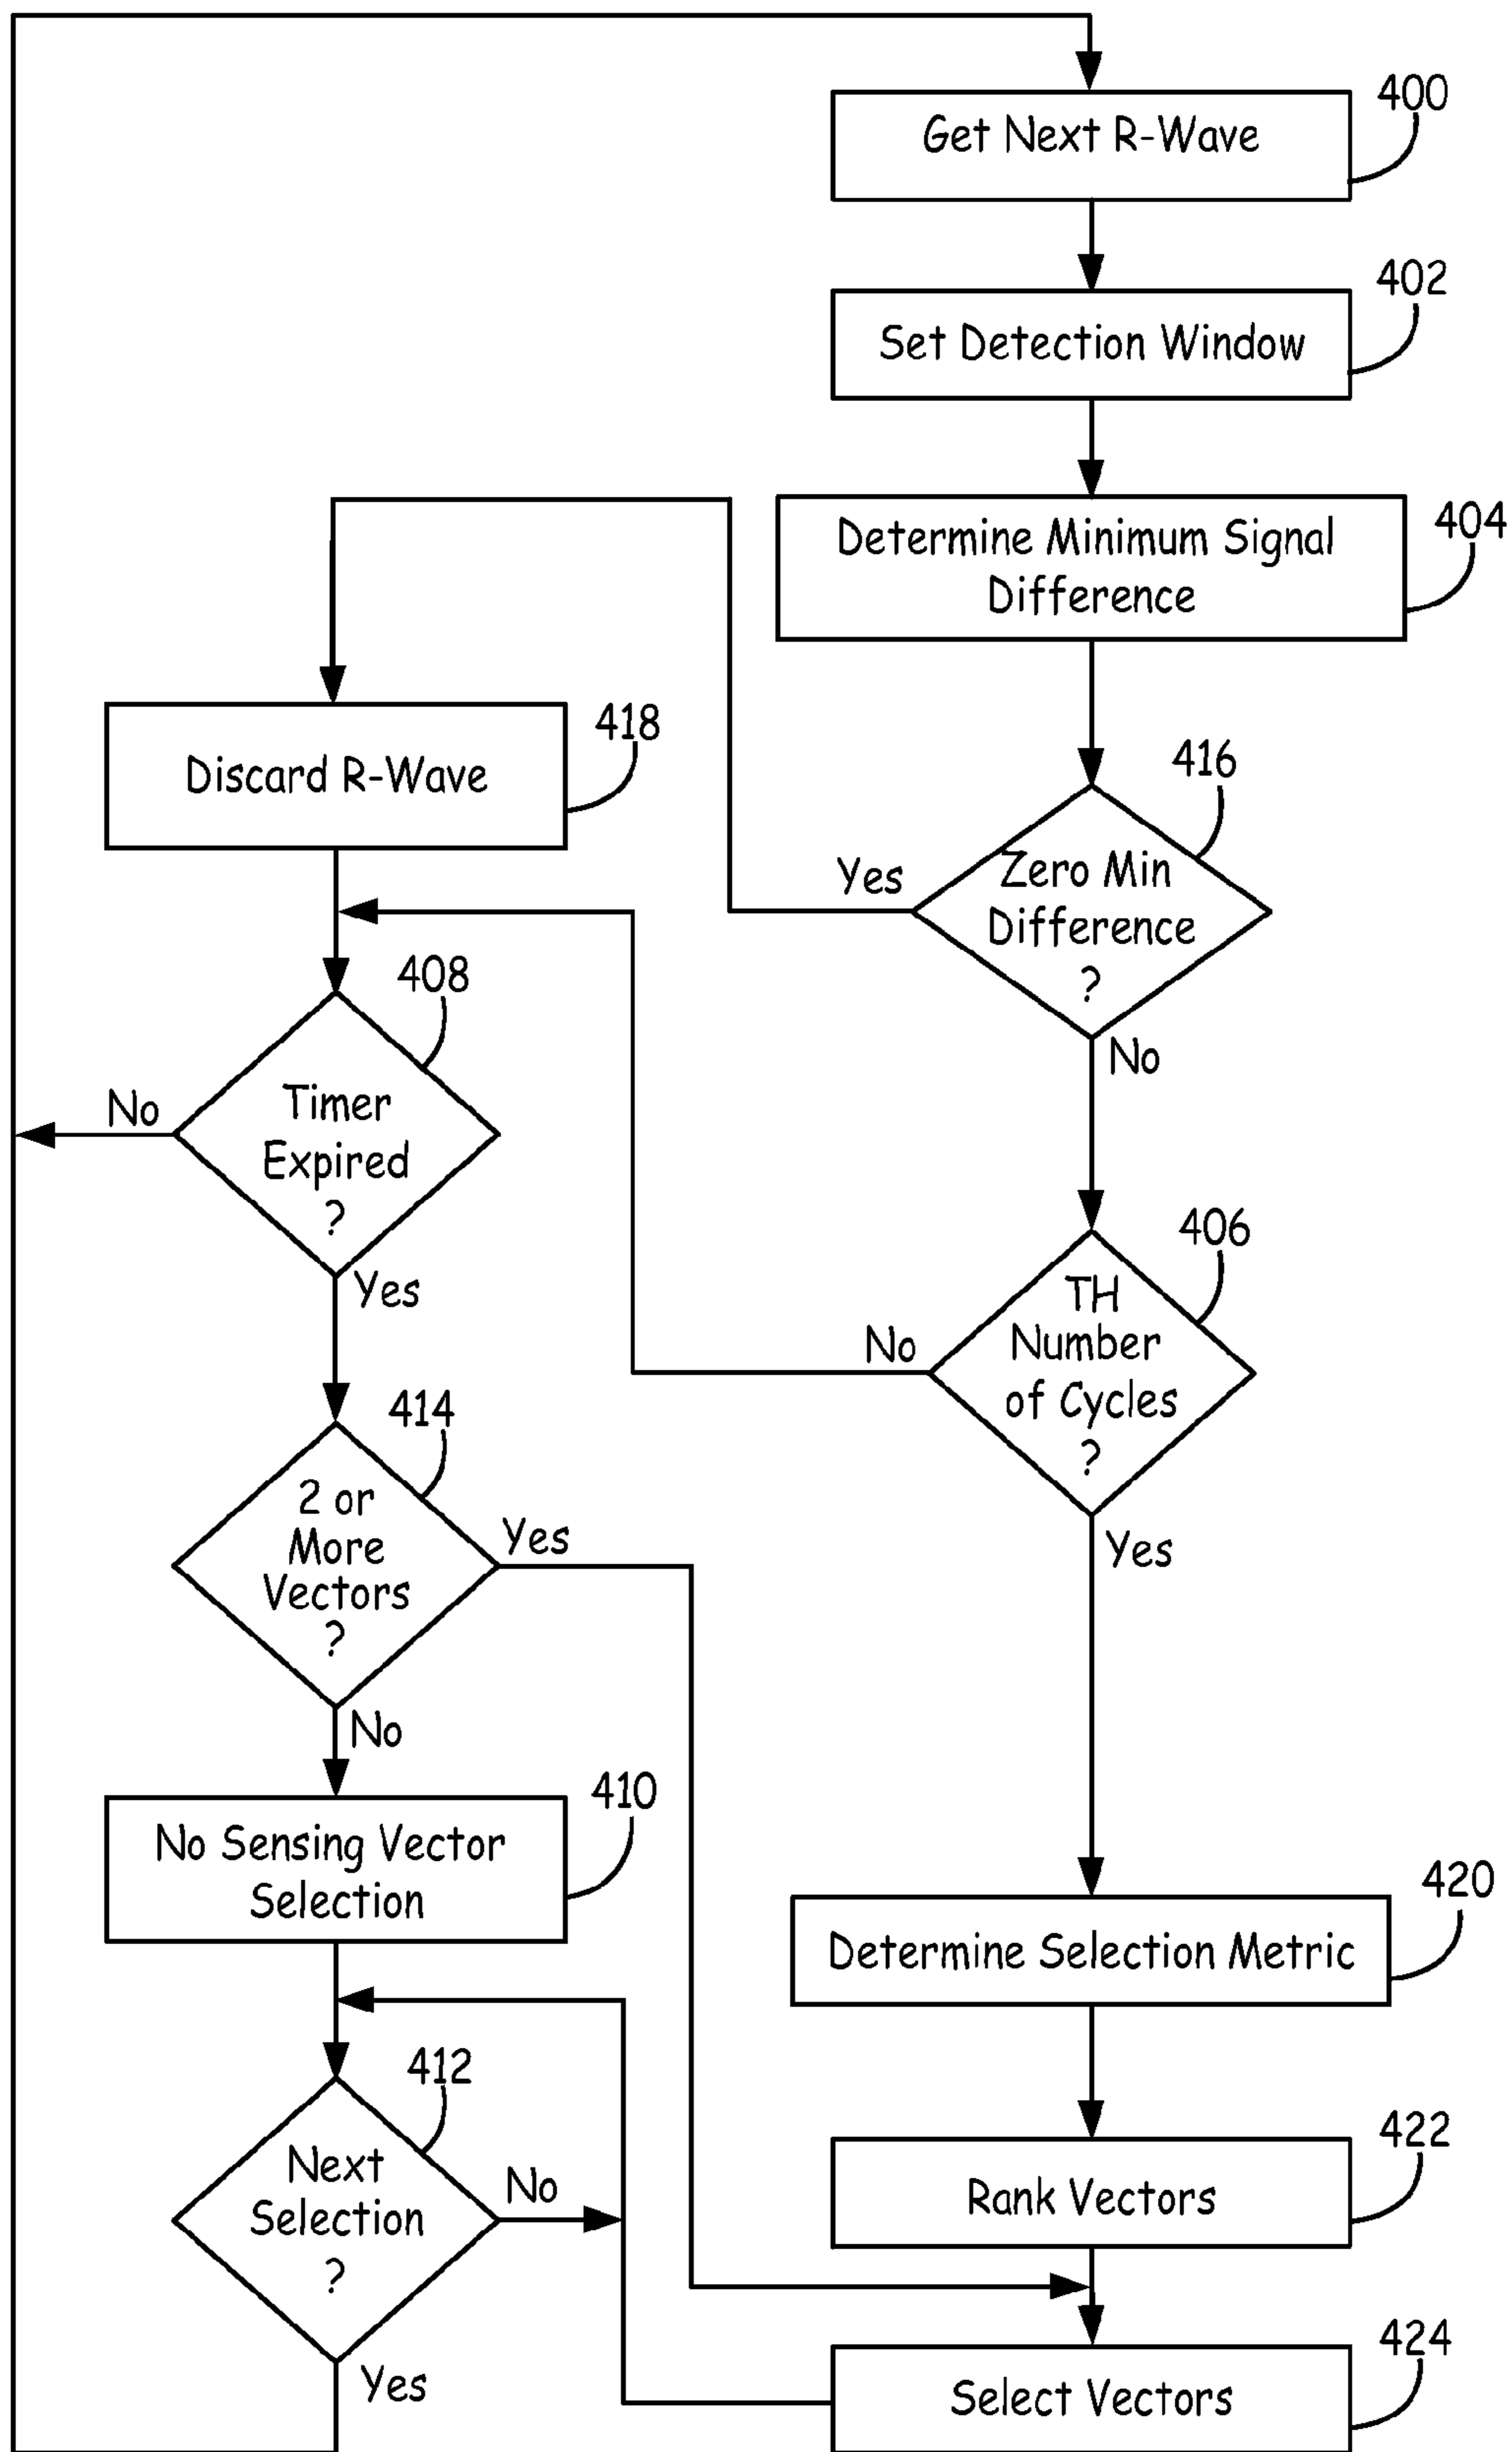 400
Get Next R-Wave
402
Set Detection Window
404
Determine Minimum Signal
Difference
418
Discard R-Wave
416
Yes
Zero Min
Difference
?
No
408
No
Timer
Expired
?
Yes
406
No
TH
Number
of Cycles
?
Yes
414
2 or
More
Vectors
?
Yes
No
410
No Sensing Vector
Selection
420
Determine Selection Metric
412
Next
Selection
?
No
Yes
422
Rank Vectors
424
Select Vectors